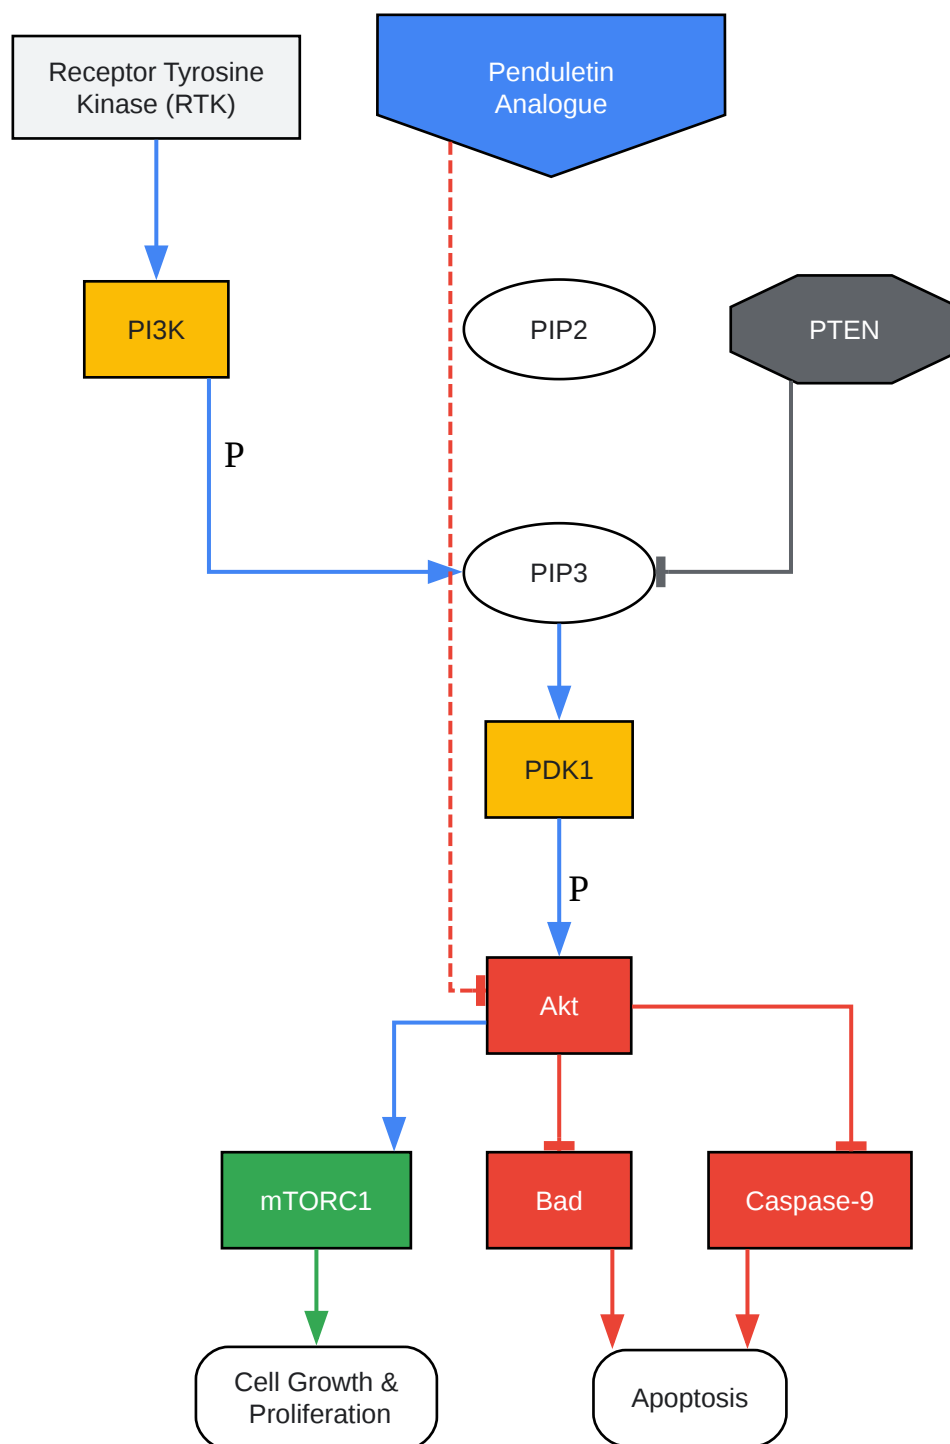 Receptor Tyrosine
Kinase (RTK)
Penduletin
Analogue
PI3K
PIP2
PTEN
P
PIP3
PDK1
P
Akt
mTORC1
Bad
Caspase-9
Cell Growth &
Proliferation
Apoptosis